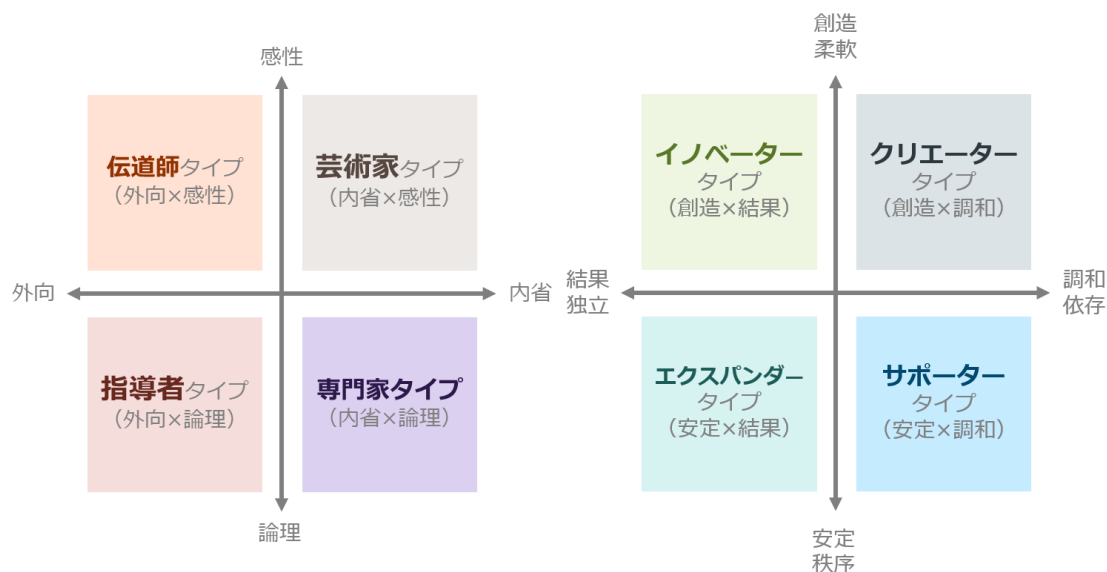 感性
伝道師タイプ
（外向×感性）
芸術家タイプ
（内省×感性）
外向
内省
指導者タイプ
（外向×論理）
専門家タイプ
（内省×論理）
論理
創造
柔軟
イノベーター
タイプ
（創造×結果）
クリエーター
タイプ
（創造×調和）
結果
独立
調和
依存
エクスパンダー
タイプ
（安定×結果）
サポーター
タイプ
（安定×調和）
安定
秩序